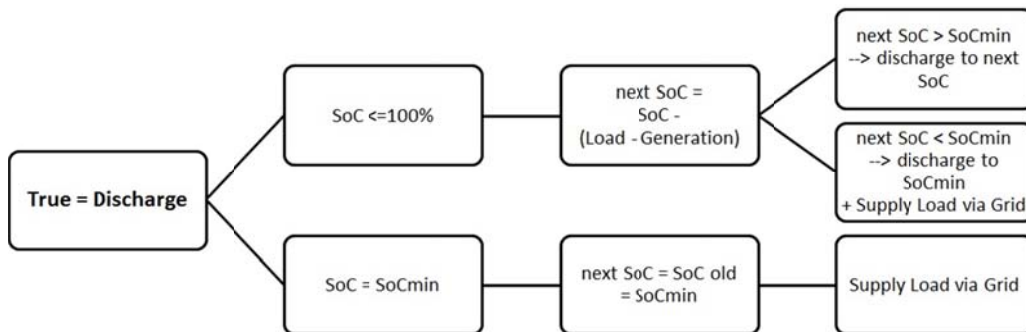 next SoC > SoCmin
--> discharge to next
SoC
SoC <=100%
next SoC =
SoC -
(Load - Generation)
next SoC < SoCmin
--> discharge to
SoCmin
+ Supply Load via Grid
True = Discharge
SoC = SoCmin
next SoC = SoC old
= SoCmin
Supply Load via Grid